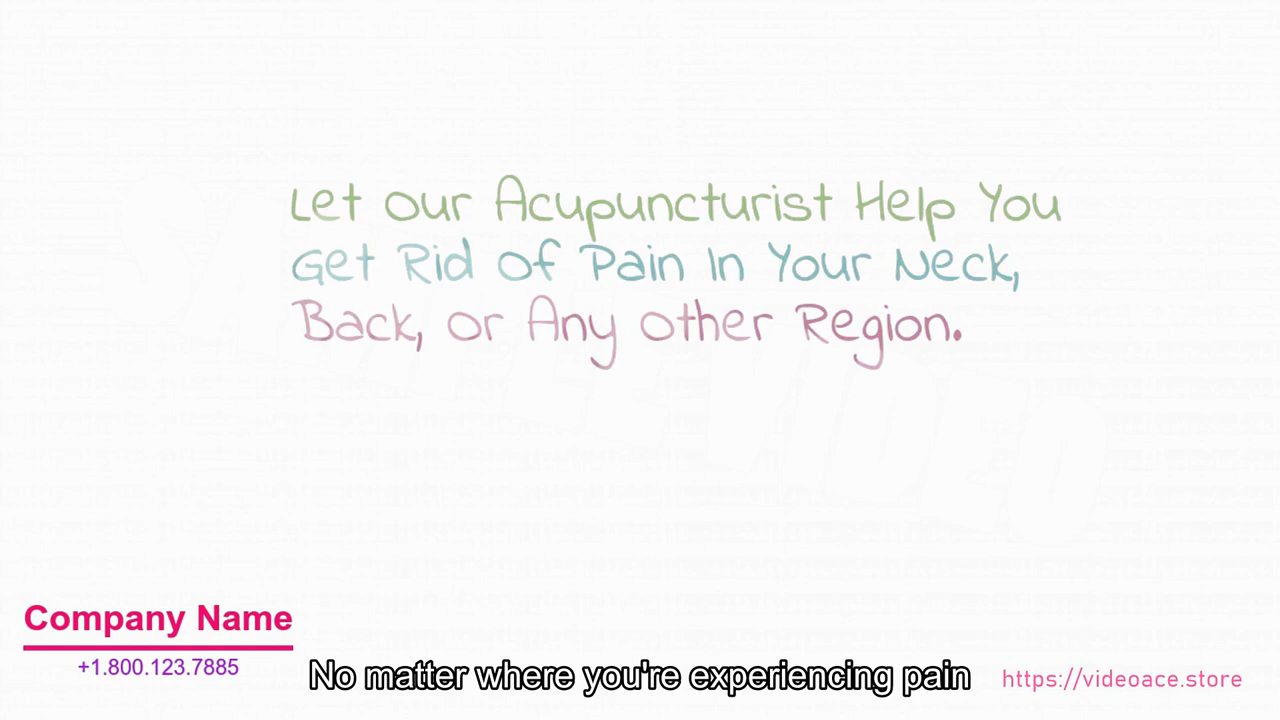 Let Our Acupuncturist Help You
Get Rid Of Pain In Your Neck,
Back, Or Any Other Region.
Company Name
+1.800.123.7885
No matter where you're experiencing pain
https://videoace.store